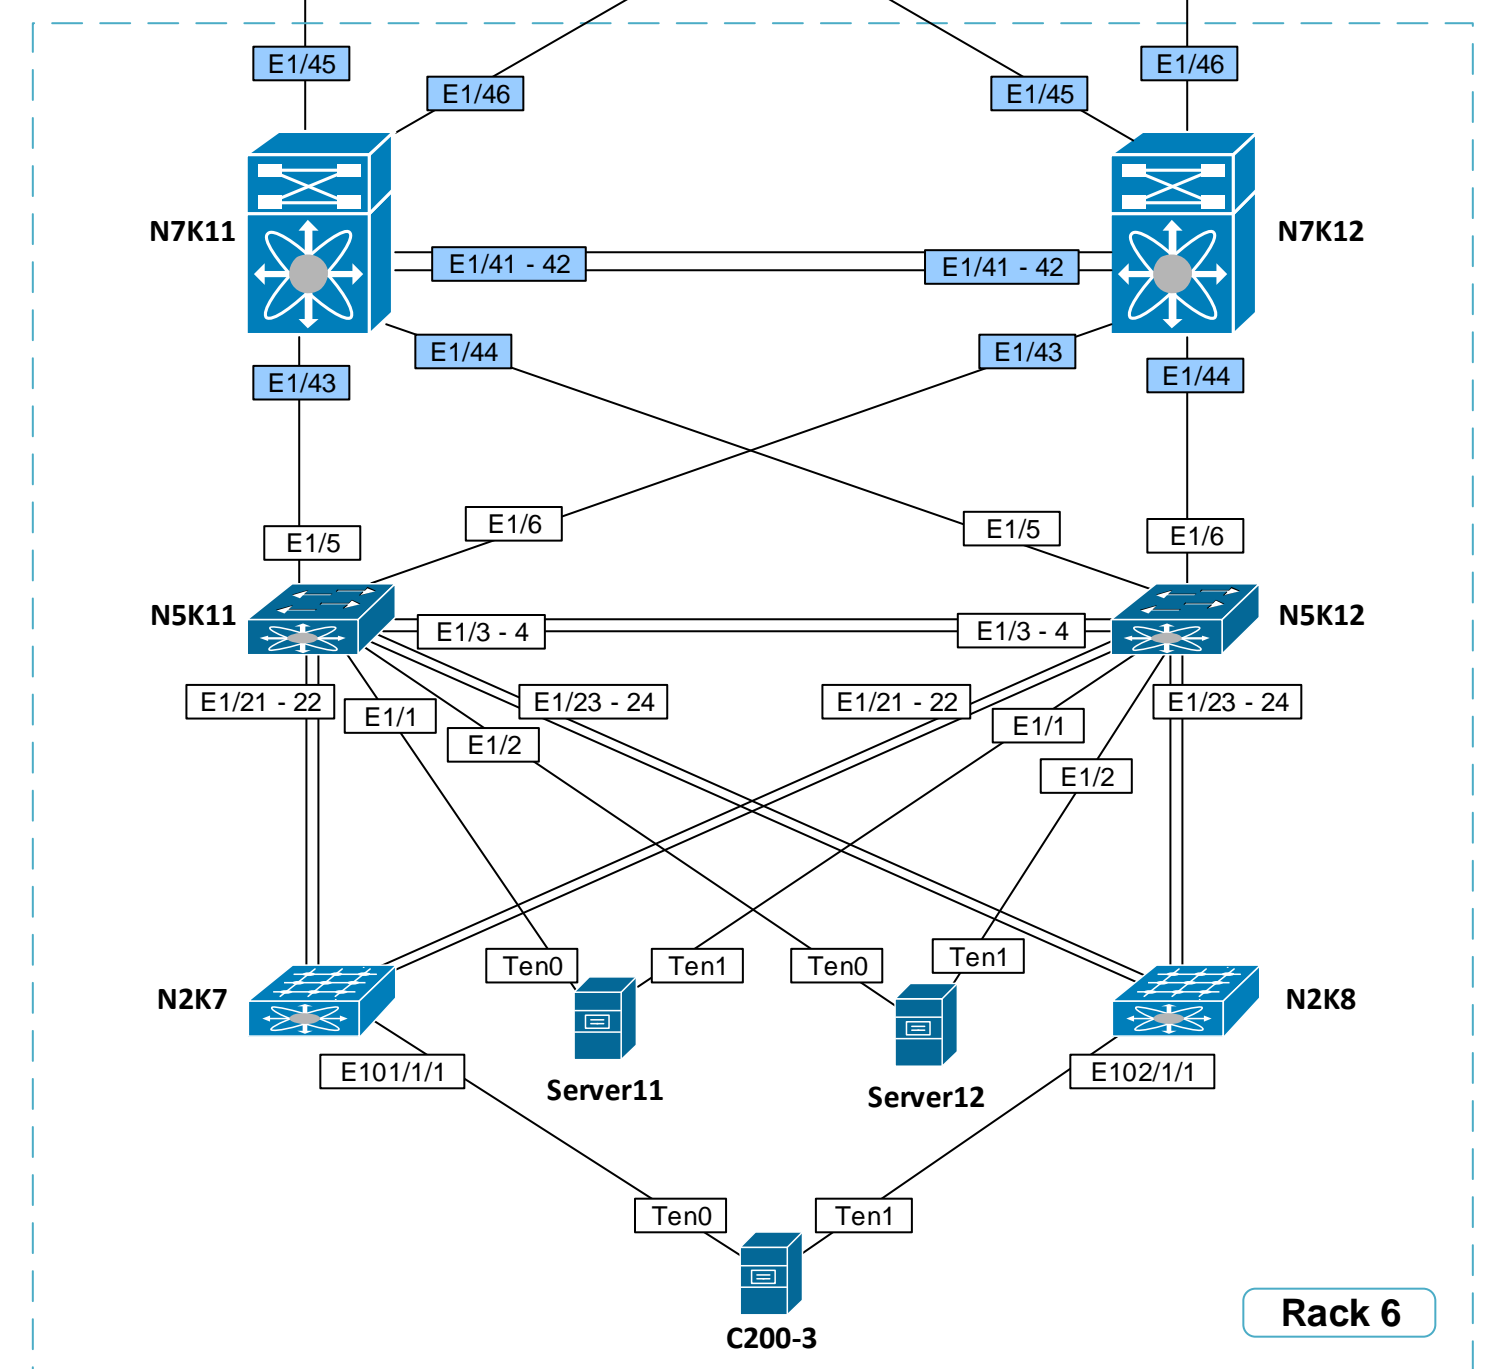 E1/45
E1/46
E1/46
E1/45
N7K11
N7K12
E1/41 - 42
E1/41 - 42
E1/44
E1/43
E1/43
E1/44
E1/5
E1/6
E1/5
E1/6
N5K11
N5K12
E1/3 - 4
E1/3 - 4
E1/21 - 22
E1/1
E1/2
E1/23 - 24
E1/21 - 22
E1/1
E1/2
E1/23 - 24
Ten0
Ten1
Ten0
Ten1
N2K7
N2K8
E101/1/1
Server11
Server12
E102/1/1
Ten0
Ten1
C200-3
Rack 6